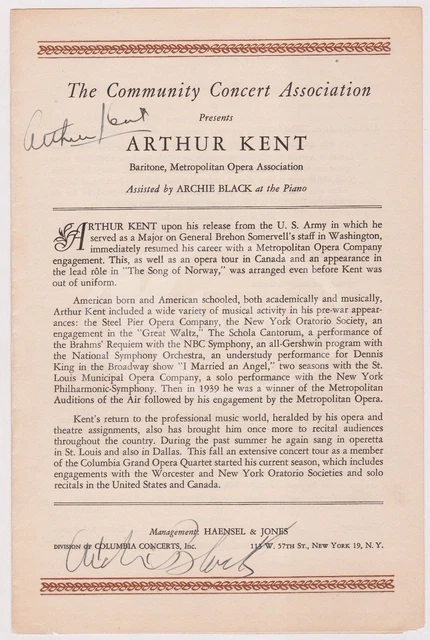 The Community Concert Association
Arthur Kent
Presents
ARTHUR KENT
Baritone, Metropolitan Opera Association
Assisted by ARCHIE BLACK at the Piano
ARTHUR KENT upon his release from the U. S. Army in which he
served as a Major on General Brehon Somervell's staff in Washington,
immediately resumed his career with a Metropolitan Opera Company
engagement. This, as well as an opera tour in Canada and an appearance in
the lead rôle in "The Song of Norway," was arranged even before Kent was
out of uniform.
American born and American schooled, both academically and musically,
Arthur Kent included a wide variety of musical activity in his pre-war appear-
ances: the Steel Pier Opera Company, the New York Oratorio Society, an
engagement in the "Great Waltz," The Schola Cantorum, a performance of
the Brahms' Requiem with the NBC Symphony, an all-Gershwin program with
the National Symphony Orchestra, an understudy performance for Dennis
King in the Broadway show "I Married an Angel," two seasons with the St.
Louis Municipal Opera Company, a solo performance with the New York
Philharmonic-Symphony. Then in 1939 he was a winner of the Metropolitan
Auditions of the Air followed by his engagement by the Metropolitan Opera.
Kent's return to the professional music world, heralded by his opera and
theatre assignments, also has brought him once more to recital audiences
throughout the country. During the past summer he again sang in operetta
in St. Louis and also in Dallas. This fall an extensive concert tour as a member
of the Columbia Grand Opera Quartet started his current season, which includes
engagements with the Worcester and New York Oratorio Societies and solo
recitals in the United States and Canada.
Management: HAENSEL & JONES
DIVISION OF COLUMBIA CONCERTS, Inc. 113 W. 57TH ST., NEW YORK 19, N. Y.
Archie Black